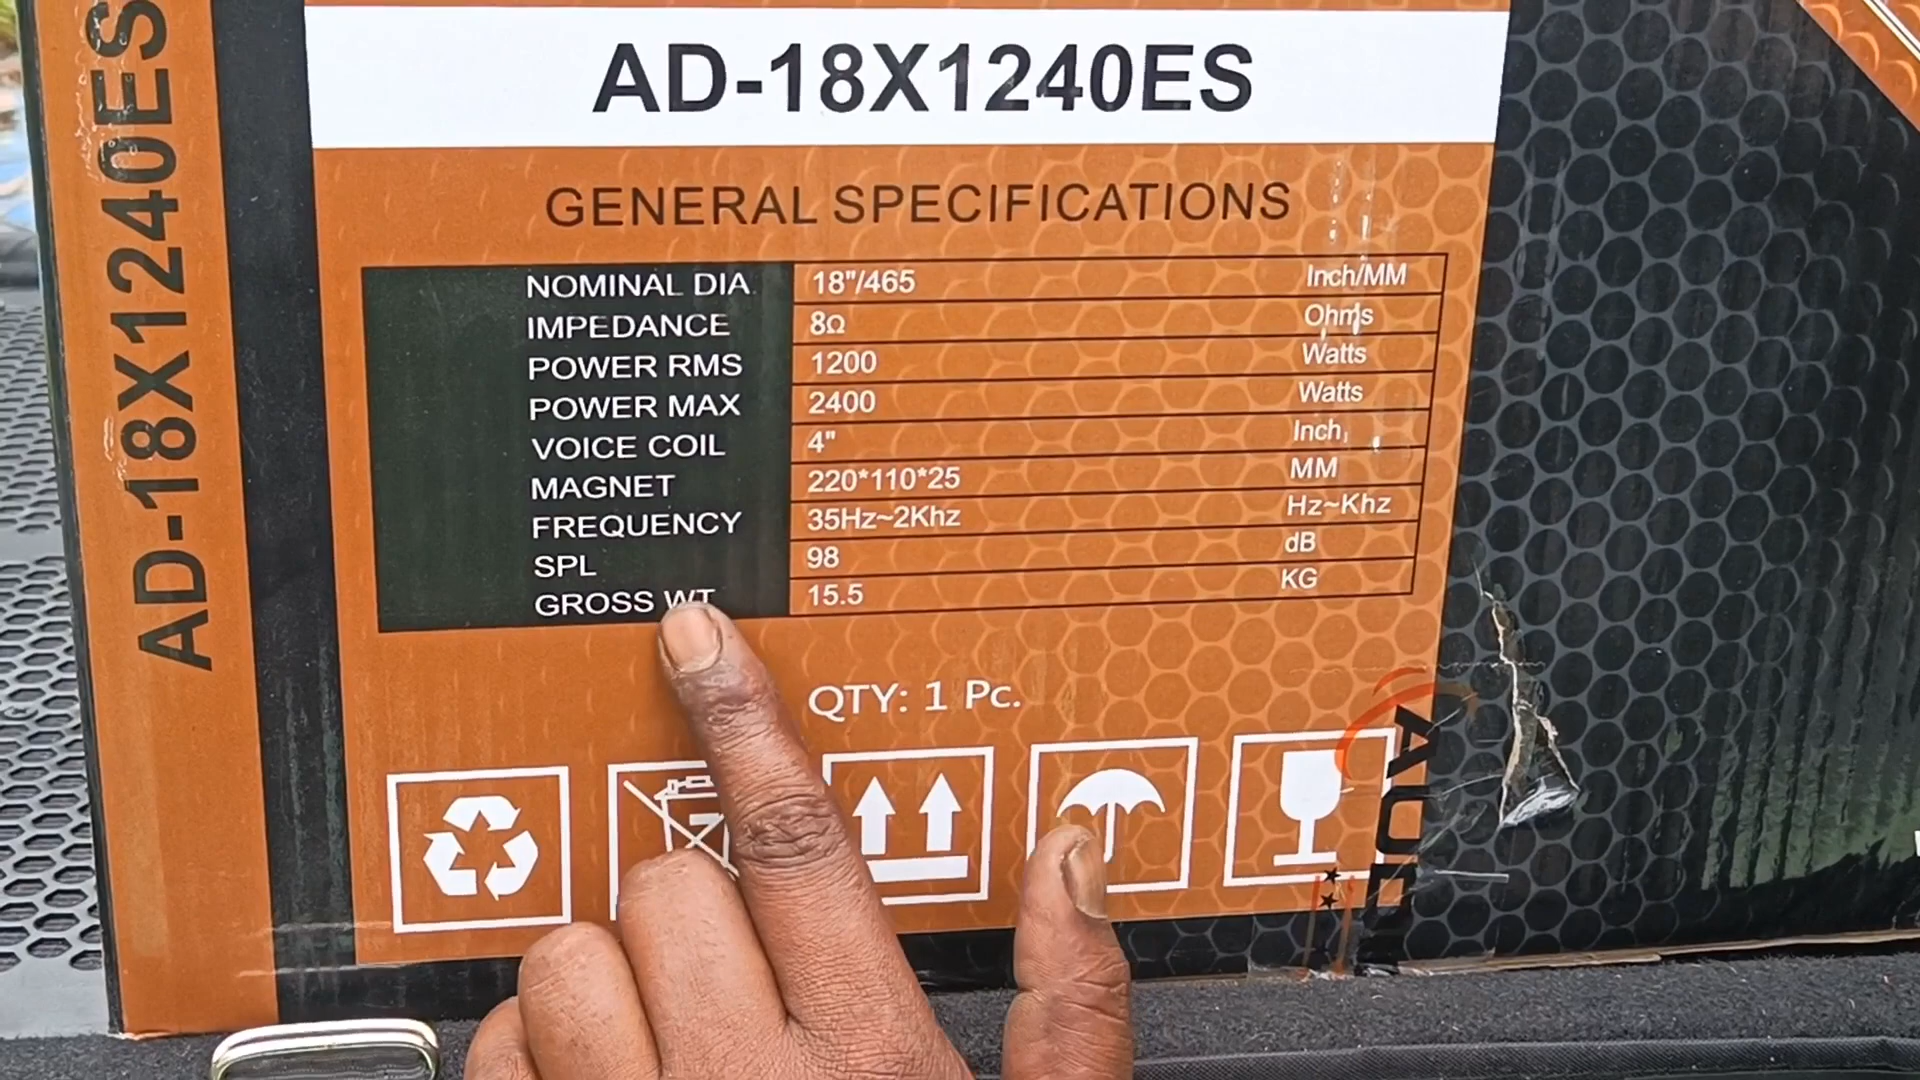 AD-18X1240ES
AD-18X1240ES
GENERAL SPECIFICATIONS
NOMINAL DIA 18"/465 Inch/MM
IMPEDANCE 8Ω Ohms
POWER RMS 1200 Watts
POWER MAX 2400 Watts
VOICE COIL 4" Inch
MAGNET 220*110*25 MM
FREQUENCY 35Hz~2Khz Hz~Khz
SPL 98 dB
GROSS WT 15.5 KG
QTY: 1 Pc.